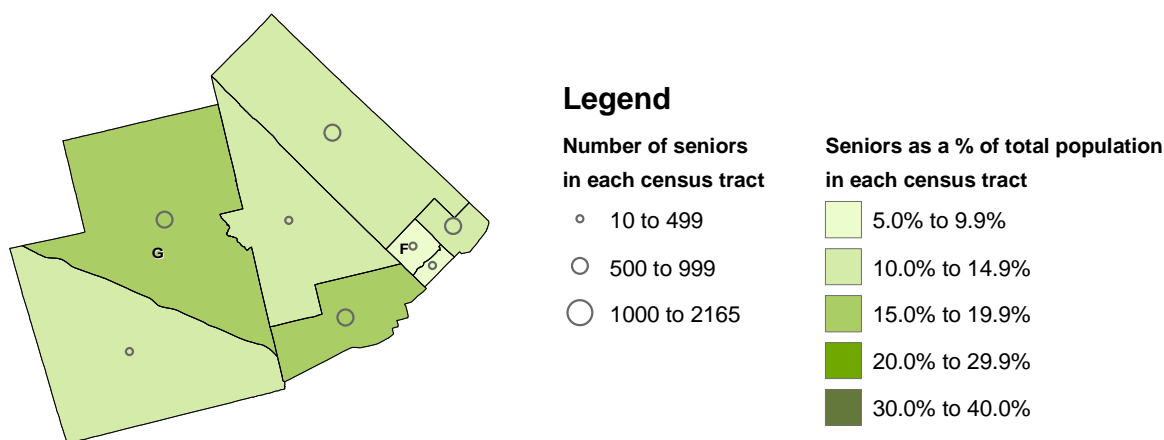 F
G
Legend
Number of seniors
in each census tract
10 to 499
500 to 999
1000 to 2165
Seniors as a % of total population
in each census tract
5.0% to 9.9%
10.0% to 14.9%
15.0% to 19.9%
20.0% to 29.9%
30.0% to 40.0%